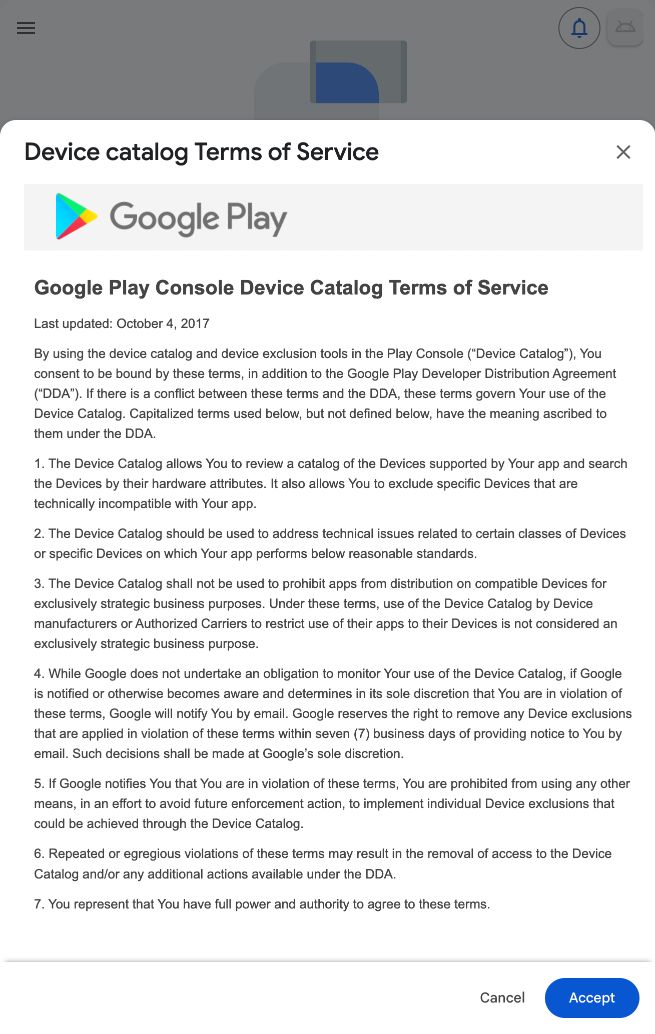 Device catalog Terms of Service
Google Play
Google Play Console Device Catalog Terms of Service
Last updated: October 4, 2017
By using the device catalog and device exclusion tools in the Play Console (“Device Catalog”), You
consent to be bound by these terms, in addition to the Google Play Developer Distribution Agreement
(“DDA”). If there is a conflict between these terms and the DDA, these terms govern Your use of the
Device Catalog. Capitalized terms used below, but not defined below, have the meaning ascribed to
them under the DDA.
1. The Device Catalog allows You to review a catalog of the Devices supported by Your app and search
the Devices by their hardware attributes. It also allows You to exclude specific Devices that are
technically incompatible with Your app.
2. The Device Catalog should be used to address technical issues related to certain classes of Devices
or specific Devices on which Your app performs below reasonable standards.
3. The Device Catalog shall not be used to prohibit apps from distribution on compatible Devices for
exclusively strategic business purposes. Under these terms, use of the Device Catalog by Device
manufacturers or Authorized Carriers to restrict use of their apps to their Devices is not considered an
exclusively strategic business purpose.
4. While Google does not undertake an obligation to monitor Your use of the Device Catalog, if Google
is notified or otherwise becomes aware and determines in its sole discretion that You are in violation of
these terms, Google will notify You by email. Google reserves the right to remove any Device exclusions
that are applied in violation of these terms within seven (7) business days of providing notice to You by
email. Such decisions shall be made at Google’s sole discretion.
5. If Google notifies You that You are in violation of these terms, You are prohibited from using any other
means, in an effort to avoid future enforcement action, to implement individual Device exclusions that
could be achieved through the Device Catalog.
6. Repeated or egregious violations of these terms may result in the removal of access to the Device
Catalog and/or any additional actions available under the DDA.
7. You represent that You have full power and authority to agree to these terms.
Cancel
Accept